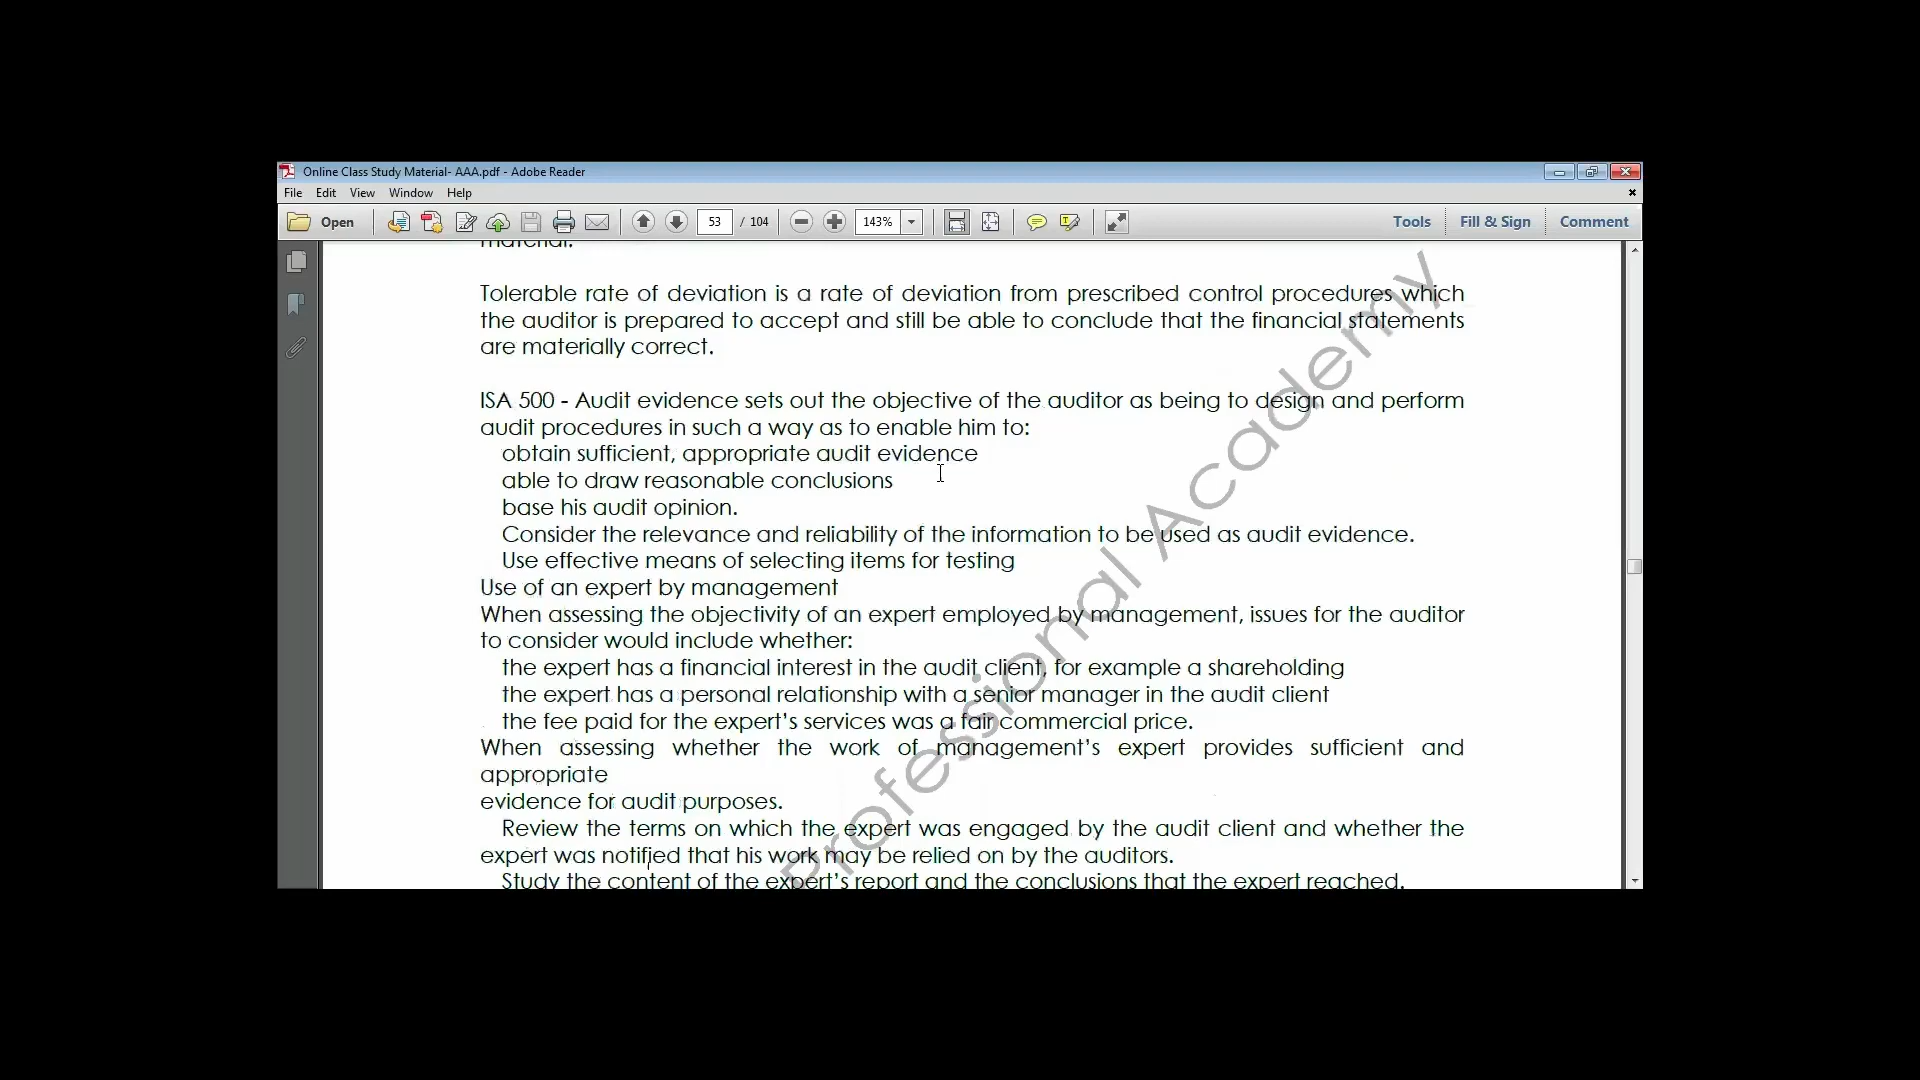 Online Class Study Material- AAA.pdf - Adobe Reader
File Edit View Window Help
Open 53 / 104 143% Tools Fill & Sign Comment
material.
Tolerable rate of deviation is a rate of deviation from prescribed control procedures which
the auditor is prepared to accept and still be able to conclude that the financial statements
are materially correct.
ISA 500 - Audit evidence sets out the objective of the auditor as being to design and perform
audit procedures in such a way as to enable him to:
obtain sufficient, appropriate audit evidence
able to draw reasonable conclusions
base his audit opinion.
Consider the relevance and reliability of the information to be used as audit evidence.
Use effective means of selecting items for testing
Use of an expert by management
When assessing the objectivity of an expert employed by management, issues for the auditor
to consider would include whether:
the expert has a financial interest in the audit client, for example a shareholding
the expert has a personal relationship with a senior manager in the audit client
the fee paid for the expert's services was a fair commercial price.
When assessing whether the work of management's expert provides sufficient and
appropriate
evidence for audit purposes.
Review the terms on which the expert was engaged by the audit client and whether the
expert was notified that his work may be relied on by the auditors.
Study the content of the expert's report and the conclusions that the expert reached.
Professional Academy